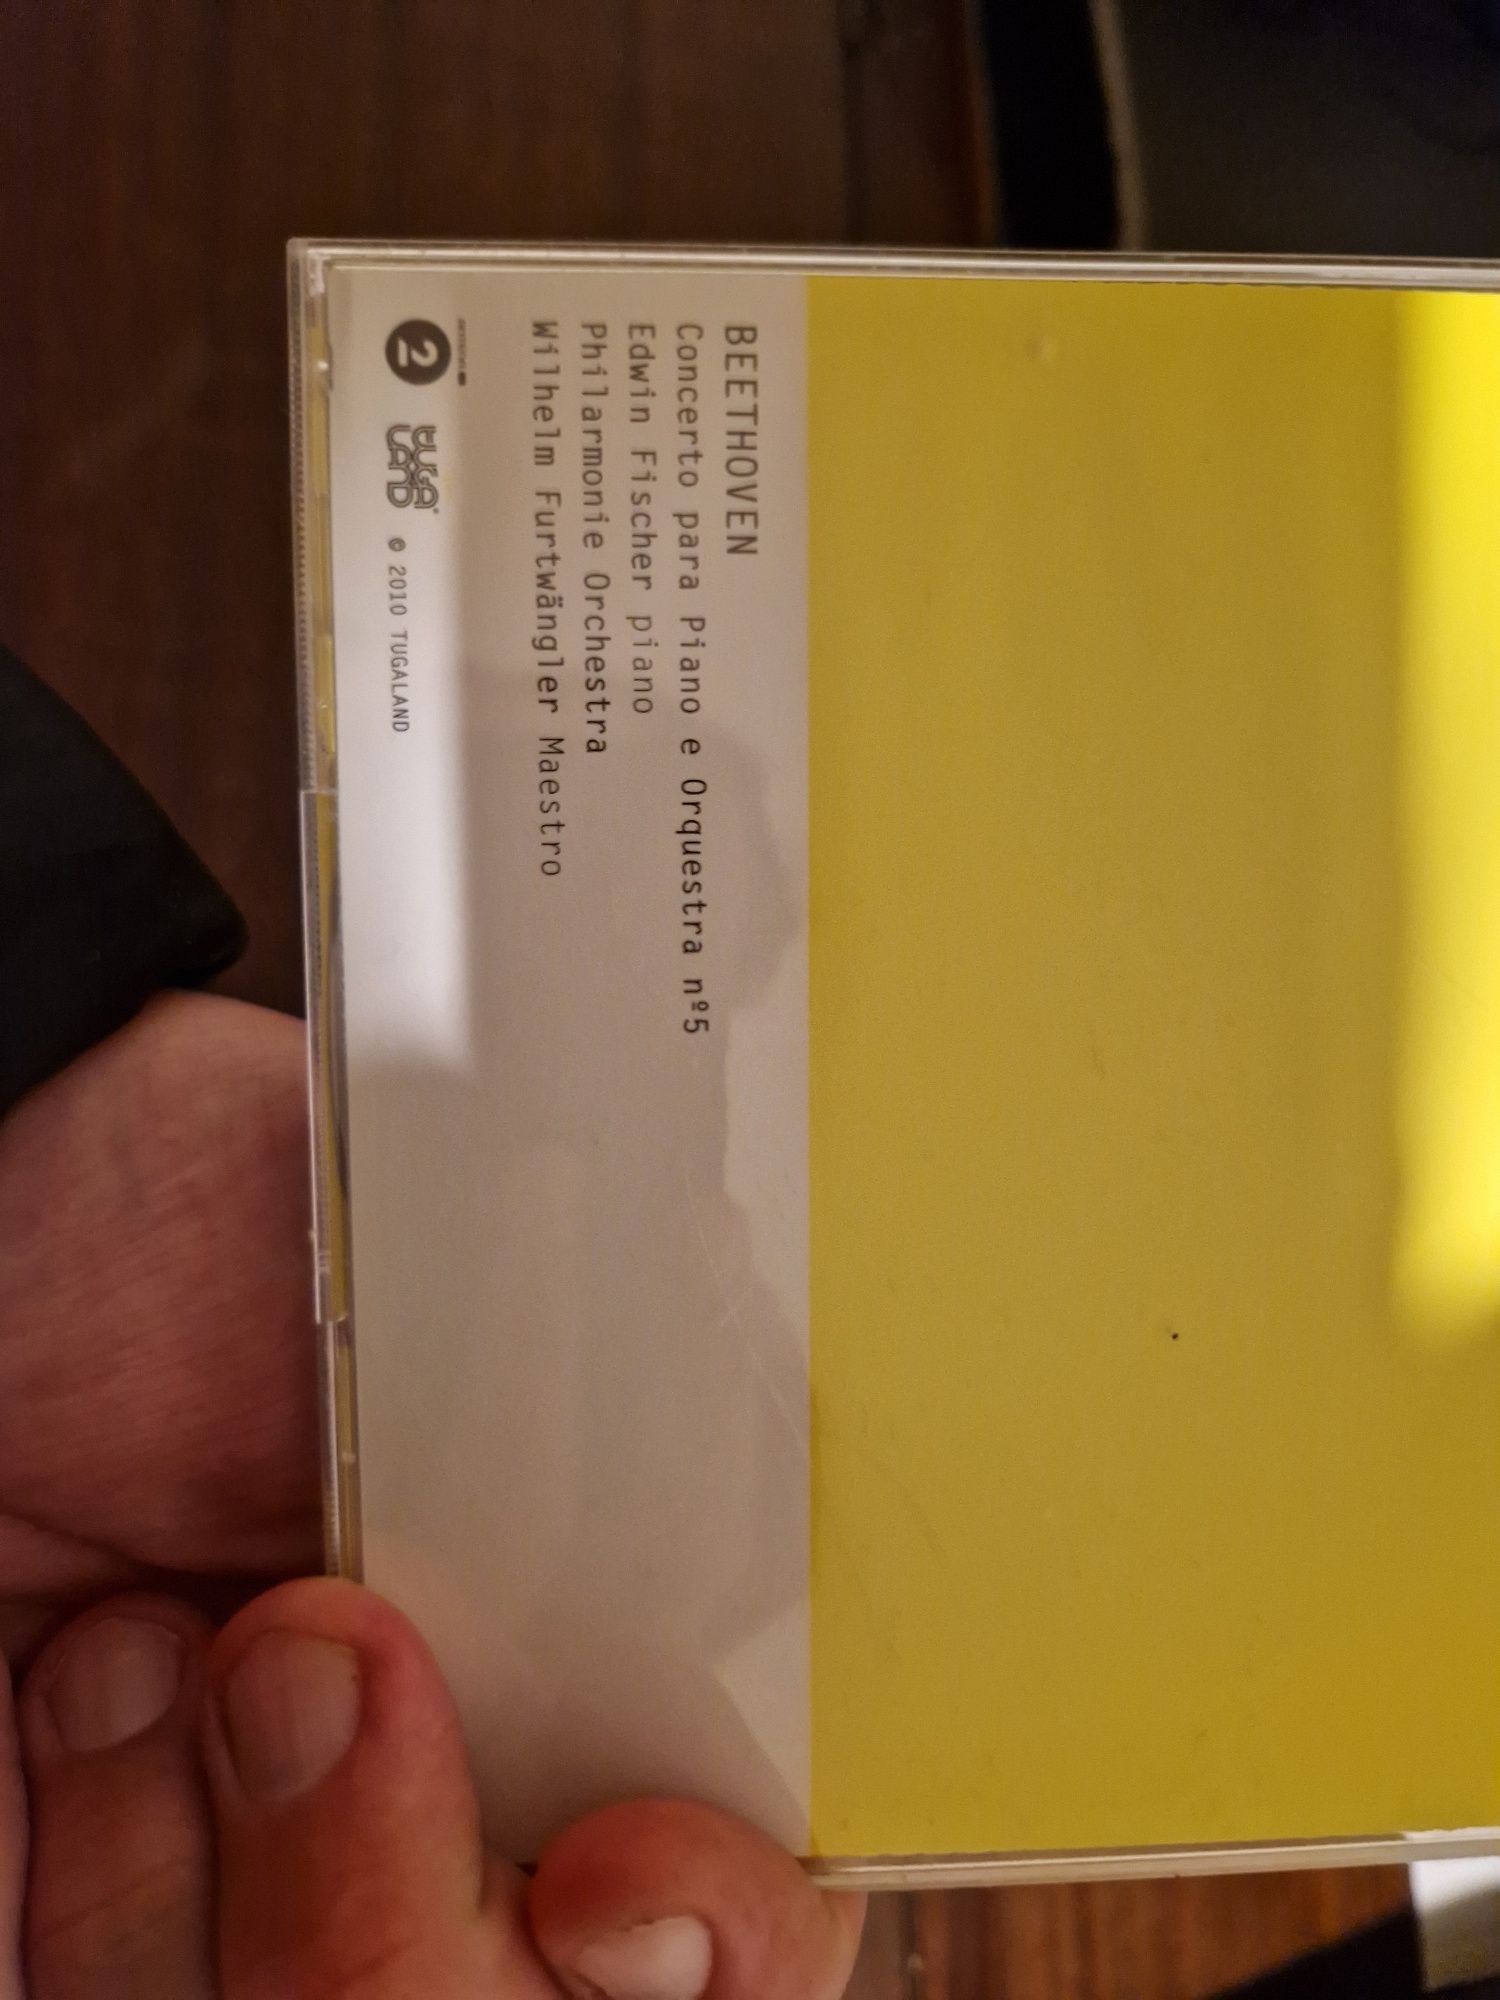 BEETHOVEN
Concerto para Piano e Orquestra nº5
Edwin Fischer piano
Philarmonie Orchestra
Wilhelm Furtwängler Maestro
2 TUGA LAND © 2010 TUGALAND